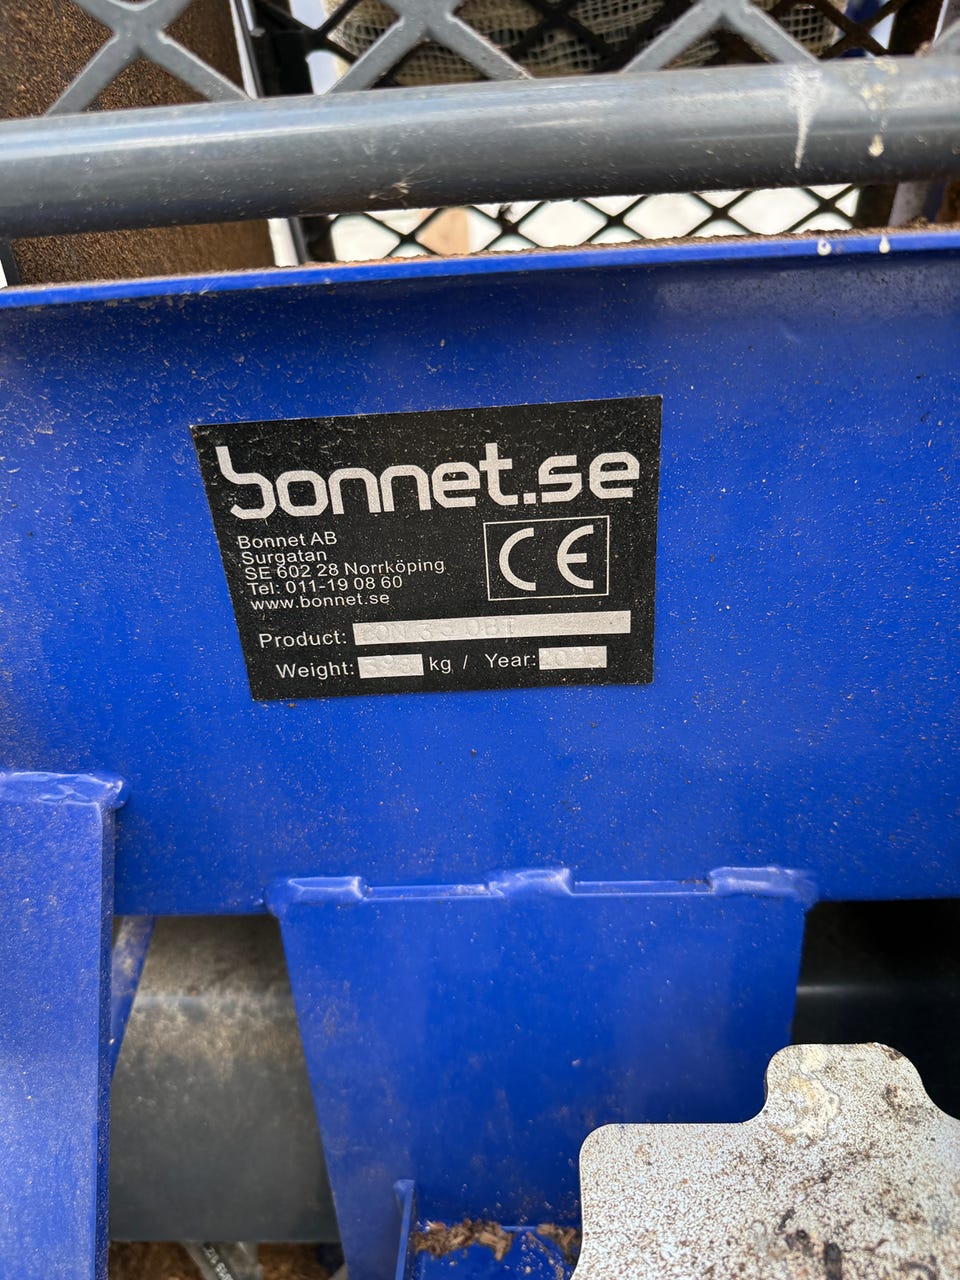 bonnet.se
Bonnet AB
Surgatan
SE 602 28 Norrköping
Tel: 011-19 08 60
www.bonnet.se
CE
Product:
Weight: kg / Year: